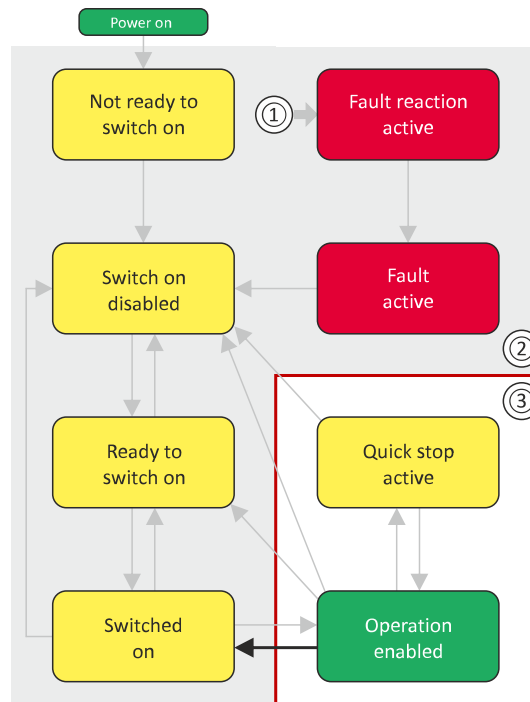 Power on
Not ready to
switch on
①
Fault reaction
active
Switch on
disabled
Fault
active
②
③
Ready to
switch on
Quick stop
active
Switched
on
Operation
enabled